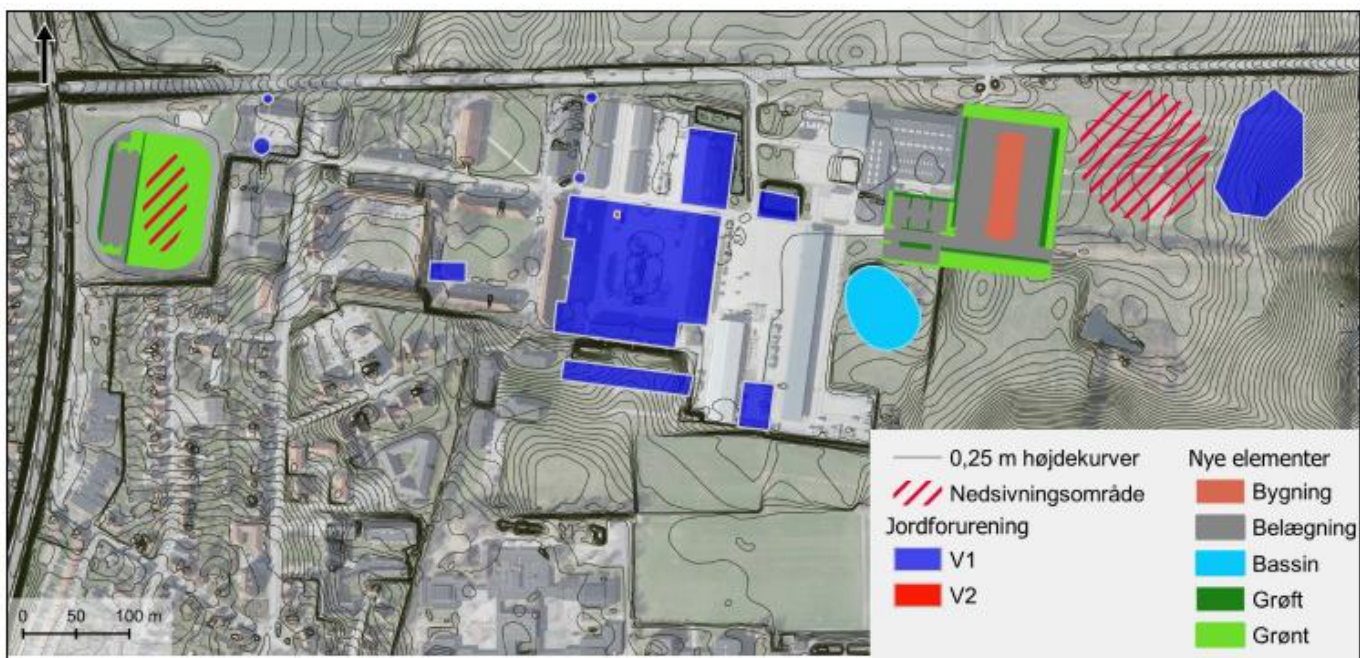 0,25 m højdekurver
Nedsivningsområde
Jordforurening
V1
V2
Nye elementer
Bygning
Belægning
Bassin
Grøft
Grønt
0 50 100 m